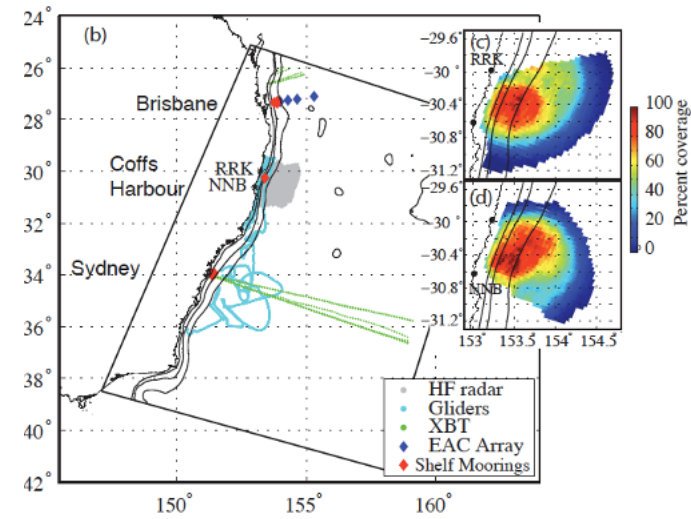 24°
26°
28°
30°
32°
34°
36°
38°
40°
42°
(b)
Brisbane
Coffs
Harbour
RRK
NNB
Sydney
150°
155°
160°
HF radar
Gliders
XBT
EAC Array
Shelf Moorings
(c)
RRK
−29.6°
−30°
−30.4°
−30.8°
−31.2°
(d)
NNB
−29.6°
−30°
−30.4°
−30.8°
−31.2°
153°
153.5°
154°
154.5°
100
80
60
40
20
0
Percent coverage